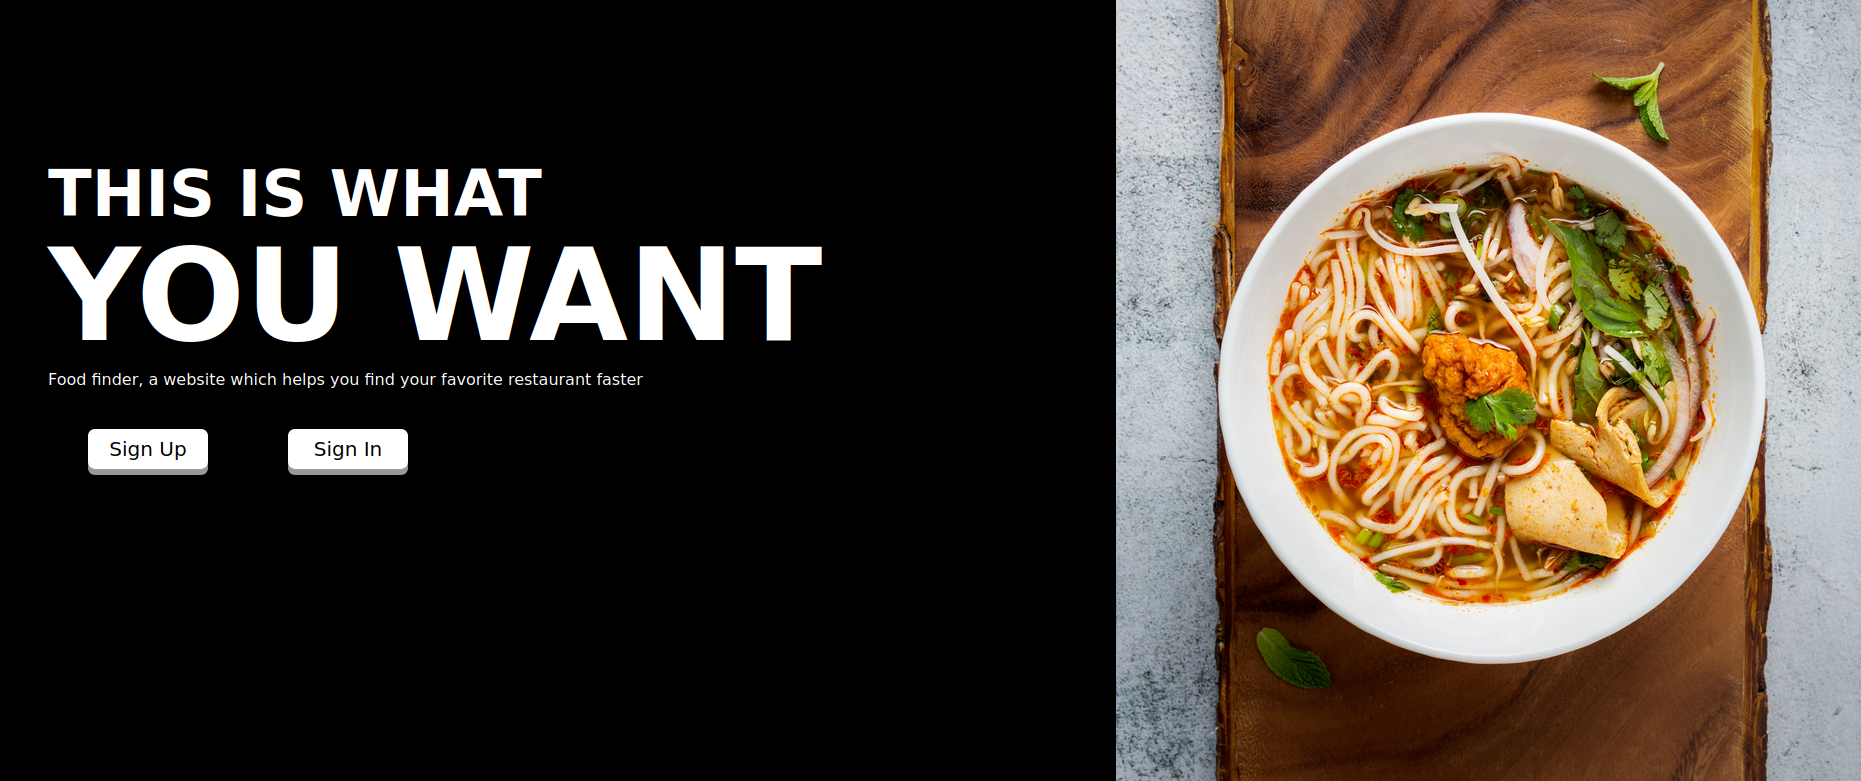 THIS IS WHAT
YOU WANT
Food finder, a website which helps you find your favorite restaurant faster
Sign Up
Sign In